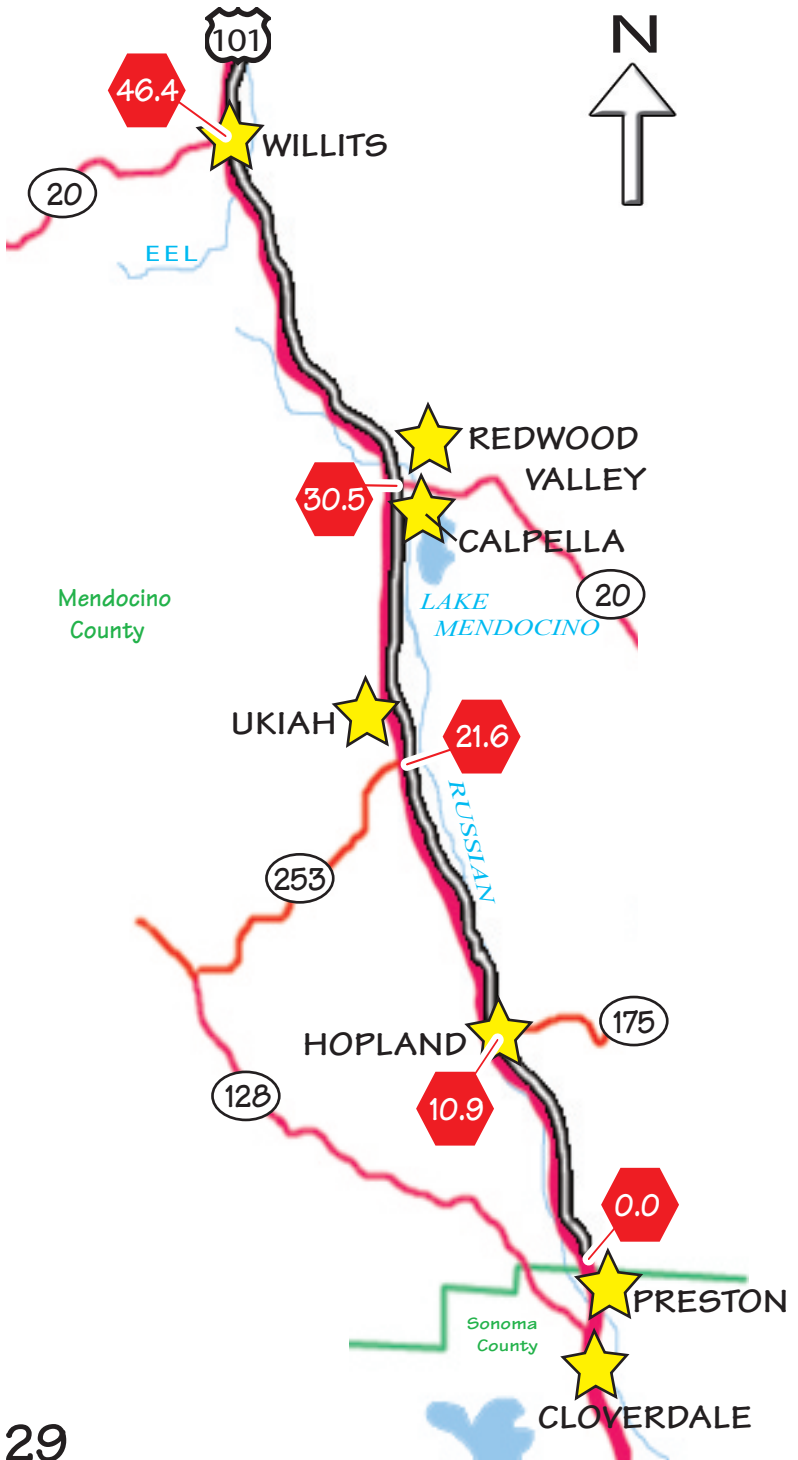 101
N
46.4
WILLITS
20
EEL
REDWOOD
VALLEY
30.5
CALPELLA
20
Mendocino
County
LAKE
MENDOCINO
UKIAH
21.6
RUSSIAN
253
HOPLAND
175
128
10.9
0.0
PRESTON
Sonoma
County
CLOVERDALE
29